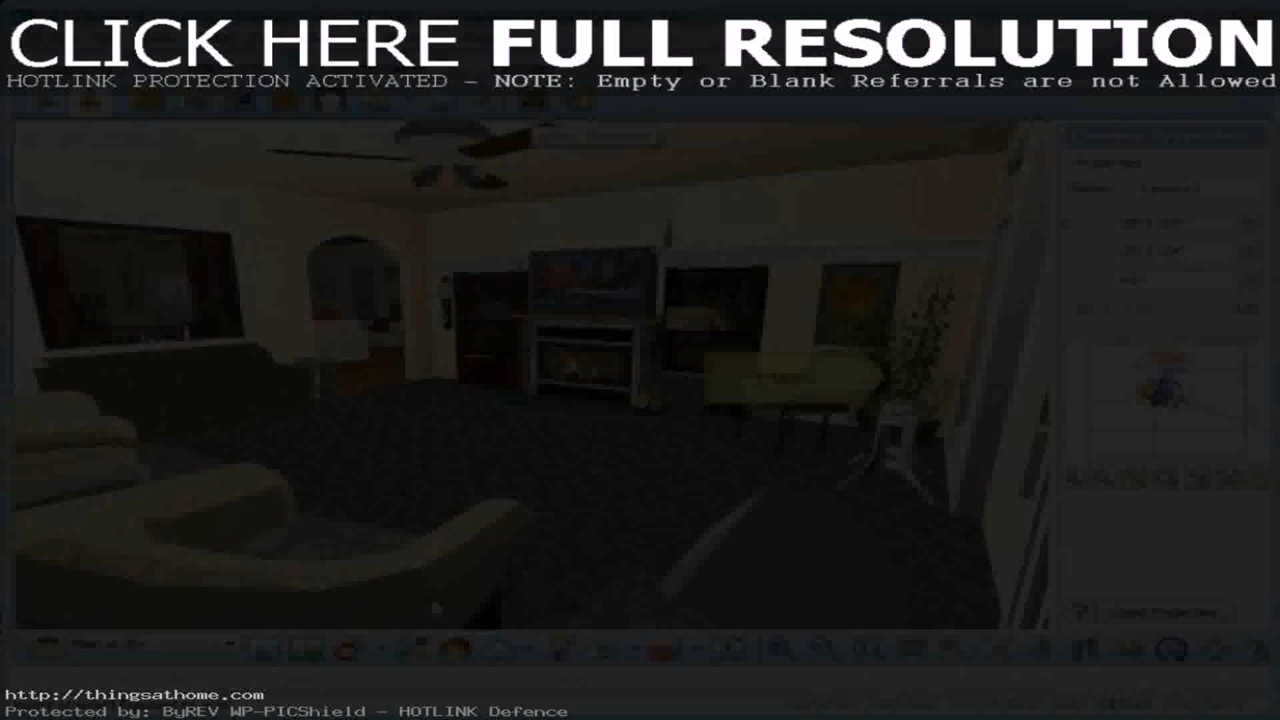 CLICK HERE FULL RESOLUTION
HOTLINK PROTECTION ACTIVATED – NOTE: Empty or Blank Referrals are not Allowed
http://thingsathome.com
Protected by: ByREV WP-PICShield – HOTLINK Defence